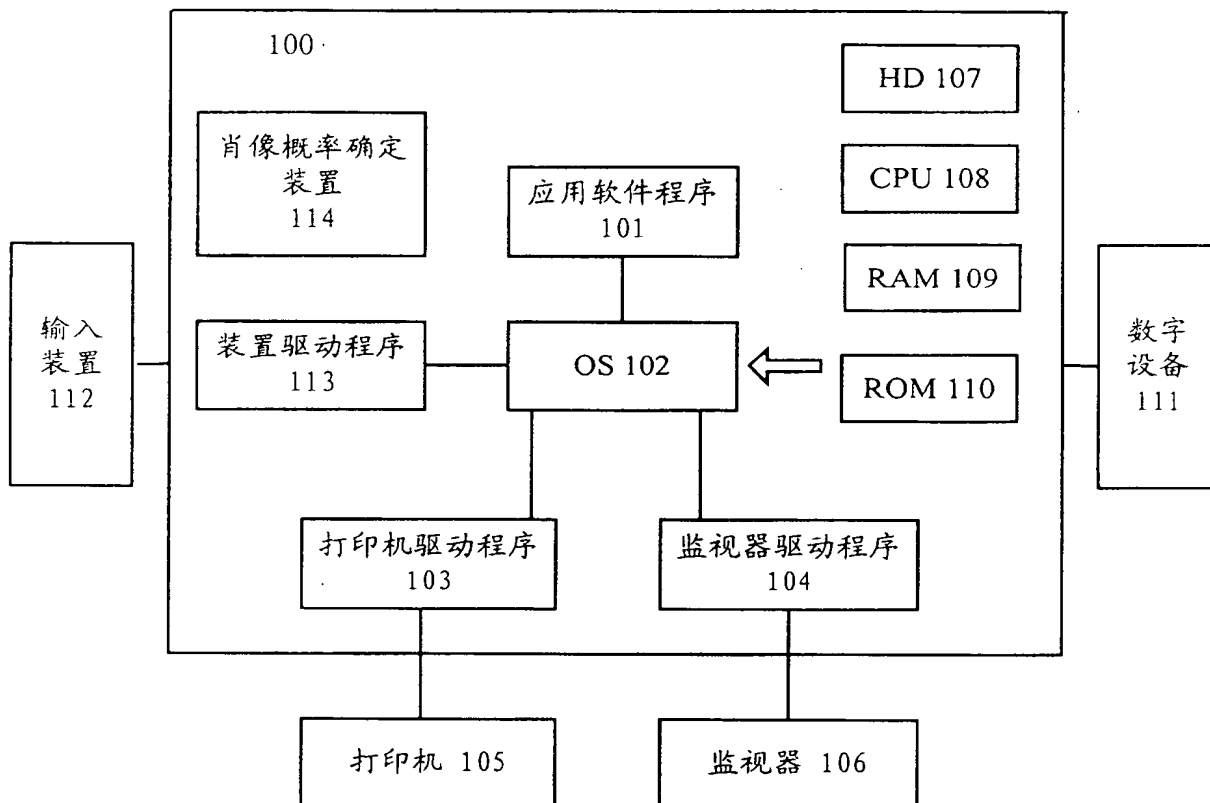 100
HD 107
肖像概率确定
装置
114
CPU 108
应用软件程序
101
RAM 109
输入
装置
112
装置驱动程序
113
OS 102
ROM 110
数字
设备
111
打印机驱动程序
103
监视器驱动程序
104
打印机 105
监视器 106